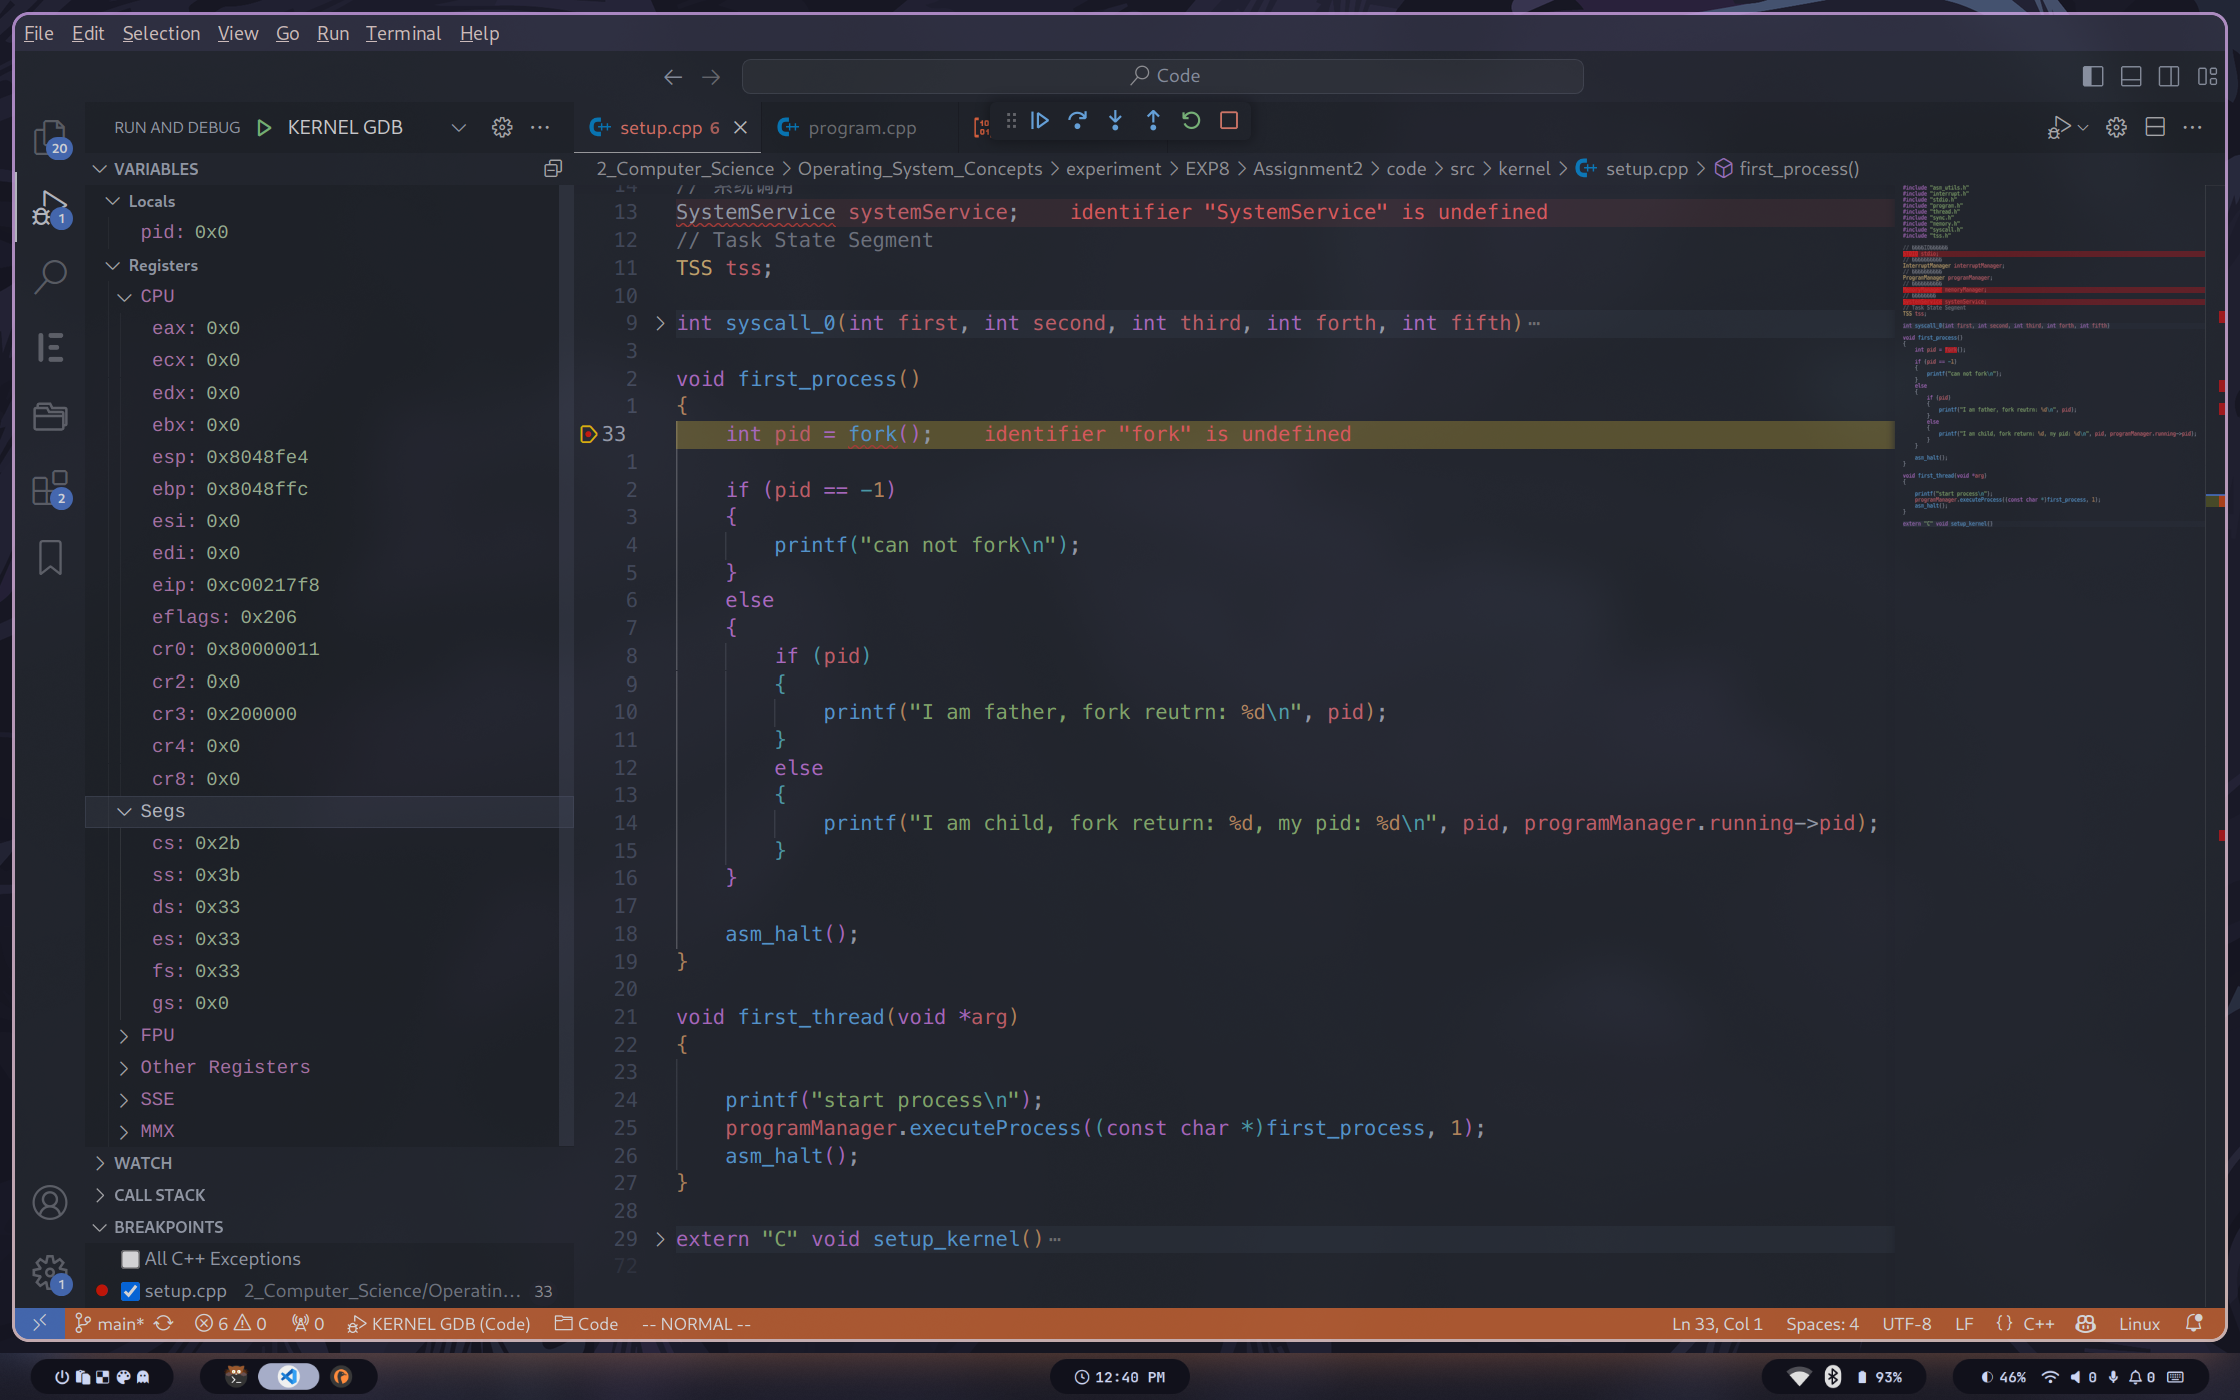 File Edit Selection View Go Run Terminal Help
Code
20
1
2
1
RUN AND DEBUG KERNEL GDB
VARIABLES
Locals
pid: 0x0
Registers
CPU
eax: 0x0
ecx: 0x0
edx: 0x0
ebx: 0x0
esp: 0x8048fe4
ebp: 0x8048ffc
esi: 0x0
edi: 0x0
eip: 0xc00217f8
eflags: 0x206
cr0: 0x80000011
cr2: 0x0
cr3: 0x200000
cr4: 0x0
cr8: 0x0
Segs
cs: 0x2b
ss: 0x3b
ds: 0x33
es: 0x33
fs: 0x33
gs: 0x0
FPU
Other Registers
SSE
MMX
WATCH
CALL STACK
BREAKPOINTS
All C++ Exceptions
setup.cpp 2_Computer_Science/Operatin... 33
setup.cpp 6 program.cpp
2_Computer_Science > Operating_System_Concepts > experiment > EXP8 > Assignment2 > code > src > kernel > setup.cpp > first_process()
14 // 系统调用
13 SystemService systemService; identifier "SystemService" is undefined
12 // Task State Segment
11 TSS tss;
10
9 int syscall_0(int first, int second, int third, int forth, int fifth)⋯
3
2 void first_process()
1 {
33 int pid = fork(); identifier "fork" is undefined
1
2 if (pid == -1)
3 {
4 printf("can not fork\n");
5 }
6 else
7 {
8 if (pid)
9 {
10 printf("I am father, fork reutrn: %d\n", pid);
11 }
12 else
13 {
14 printf("I am child, fork return: %d, my pid: %d\n", pid, programManager.running->pid);
15 }
16 }
17
18 asm_halt();
19 }
20
21 void first_thread(void *arg)
22 {
23
24 printf("start process\n");
25 programManager.executeProcess((const char *)first_process, 1);
26 asm_halt();
27 }
28
29 extern "C" void setup_kernel()⋯
72
main* 6 0 0 KERNEL GDB (Code) Code -- NORMAL -- Ln 33, Col 1 Spaces: 4 UTF-8 LF {} C++ Linux
12:40 PM 93% 46% 0 0